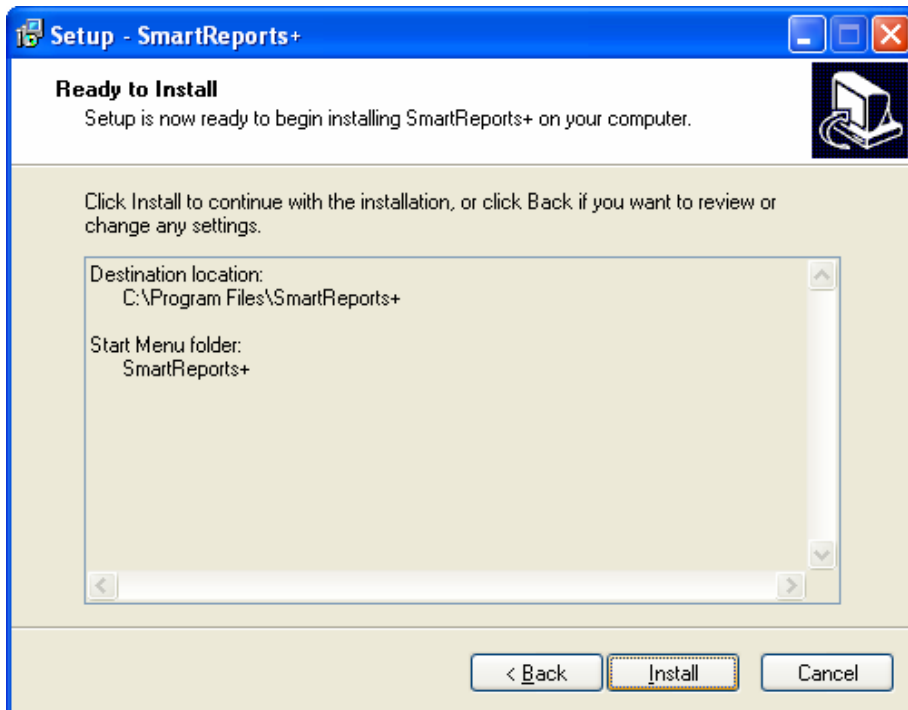 Setup - SmartReports+
Ready to Install
Setup is now ready to begin installing SmartReports+ on your computer.
Click Install to continue with the installation, or click Back if you want to review or
change any settings.
Destination location:
C:\Program Files\SmartReports+
Start Menu folder:
SmartReports+
< Back
Install
Cancel